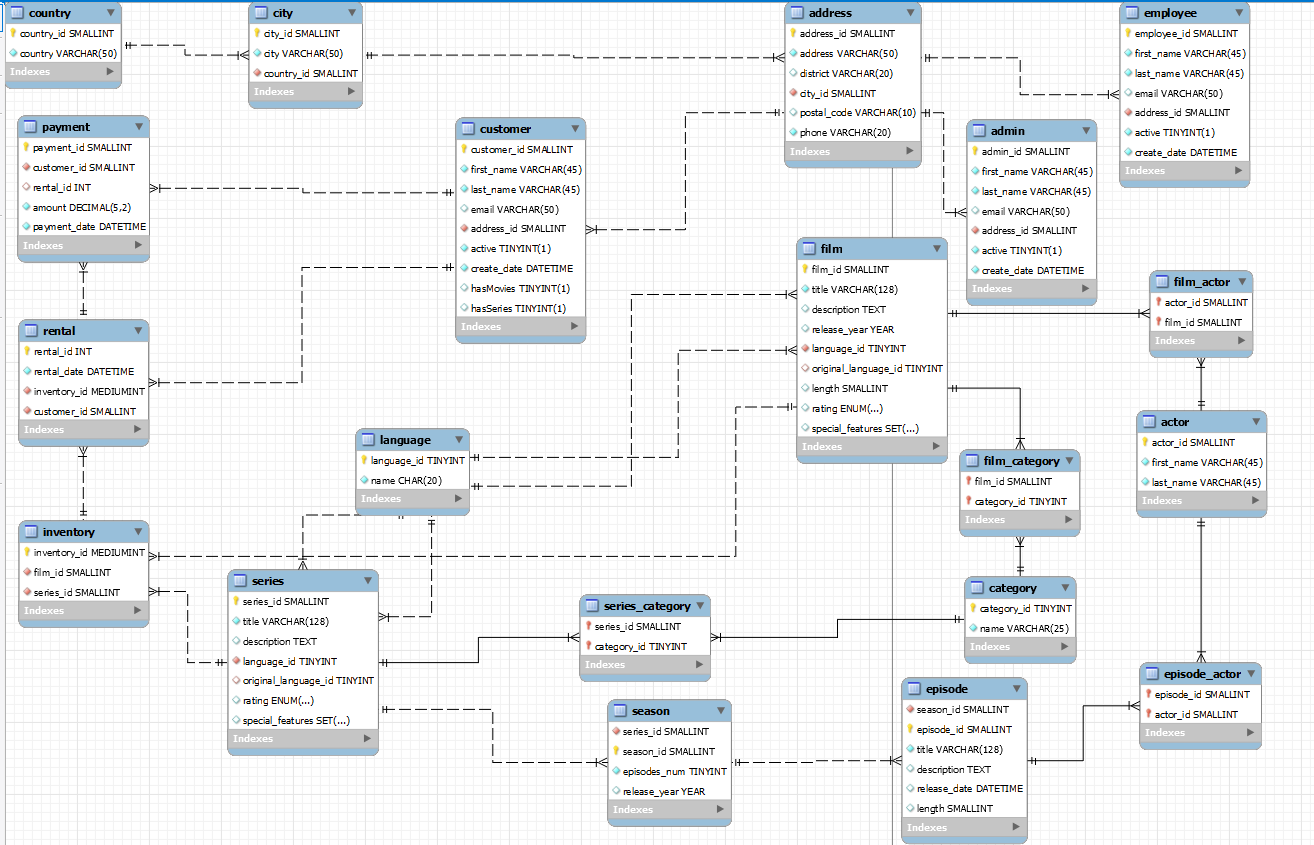 country
country_id SMALLINT
country VARCHAR(50)
Indexes
city
city_id SMALLINT
city VARCHAR(50)
country_id SMALLINT
Indexes
address
address_id SMALLINT
address VARCHAR(50)
district VARCHAR(20)
city_id SMALLINT
postal_code VARCHAR(10)
phone VARCHAR(20)
Indexes
employee
employee_id SMALLINT
first_name VARCHAR(45)
last_name VARCHAR(45)
email VARCHAR(50)
address_id SMALLINT
active TINYINT(1)
create_date DATETIME
Indexes
payment
payment_id SMALLINT
customer_id SMALLINT
rental_id INT
amount DECIMAL(5,2)
payment_date DATETIME
Indexes
customer
customer_id SMALLINT
first_name VARCHAR(45)
last_name VARCHAR(45)
email VARCHAR(50)
address_id SMALLINT
active TINYINT(1)
create_date DATETIME
hasMovies TINYINT(1)
hasSeries TINYINT(1)
Indexes
admin
admin_id SMALLINT
first_name VARCHAR(45)
last_name VARCHAR(45)
email VARCHAR(50)
address_id SMALLINT
active TINYINT(1)
create_date DATETIME
Indexes
film
film_id SMALLINT
title VARCHAR(128)
description TEXT
release_year YEAR
language_id TINYINT
original_language_id TINYINT
length SMALLINT
rating ENUM(...)
special_features SET(...)
Indexes
film_actor
actor_id SMALLINT
film_id SMALLINT
Indexes
rental
rental_id INT
rental_date DATETIME
inventory_id MEDIUMINT
customer_id SMALLINT
Indexes
language
language_id TINYINT
name CHAR(20)
Indexes
film_category
film_id SMALLINT
category_id TINYINT
Indexes
actor
actor_id SMALLINT
first_name VARCHAR(45)
last_name VARCHAR(45)
Indexes
inventory
inventory_id MEDIUMINT
film_id SMALLINT
series_id SMALLINT
Indexes
series
series_id SMALLINT
title VARCHAR(128)
description TEXT
language_id TINYINT
original_language_id TINYINT
rating ENUM(...)
special_features SET(...)
Indexes
series_category
series_id SMALLINT
category_id TINYINT
Indexes
category
category_id TINYINT
name VARCHAR(25)
Indexes
season
series_id SMALLINT
season_id SMALLINT
episodes_num TINYINT
release_year YEAR
Indexes
episode
season_id SMALLINT
episode_id SMALLINT
title VARCHAR(128)
description TEXT
release_date DATETIME
length SMALLINT
Indexes
episode_actor
episode_id SMALLINT
actor_id SMALLINT
Indexes